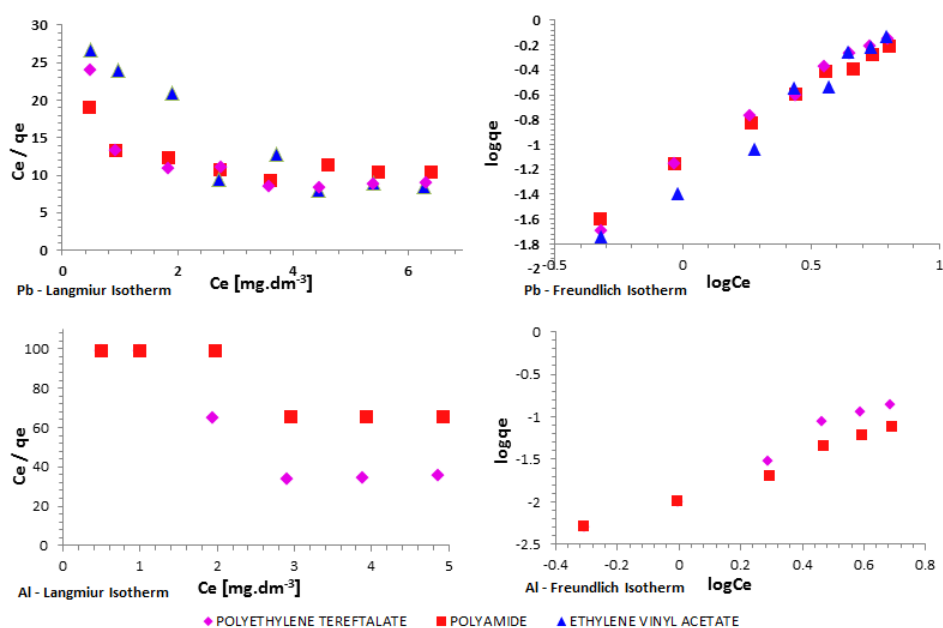 30
25
20
15
10
5
0
Ce / qe
0 2 4 6
Ce [mg.dm-3]
Pb - Langmiur Isotherm
0
-0.2
-0.4
-0.6
-0.8
-1
-1.2
-1.4
-1.6
-1.8
-2
logqe
-0.5 0 0.5 1
logCe
Pb - Freundlich Isotherm
100
80
60
40
20
0
Ce / qe
0 1 2 3 4 5
Ce [mg.dm-3]
Al - Langmiur Isotherm
0
-0.5
-1
-1.5
-2
-2.5
logqe
-0.4 -0.2 0 0.2 0.4 0.6 0.8
logCe
Al - Freundlich Isotherm
POLYETHYLENE TEREFTALATE POLYAMIDE ETHYLENE VINYL ACETATE